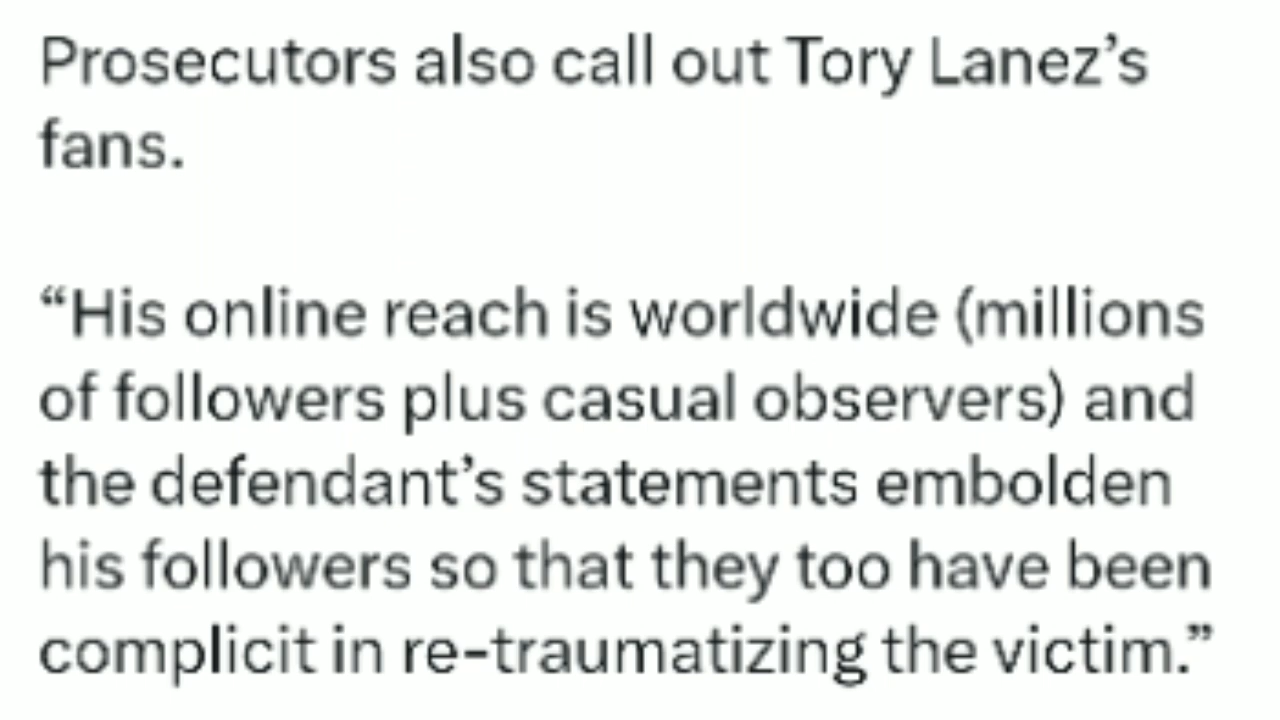 Prosecutors also call out Tory Lanez’s
fans.
“His online reach is worldwide (millions
of followers plus casual observers) and
the defendant’s statements embolden
his followers so that they too have been
complicit in re-traumatizing the victim.”